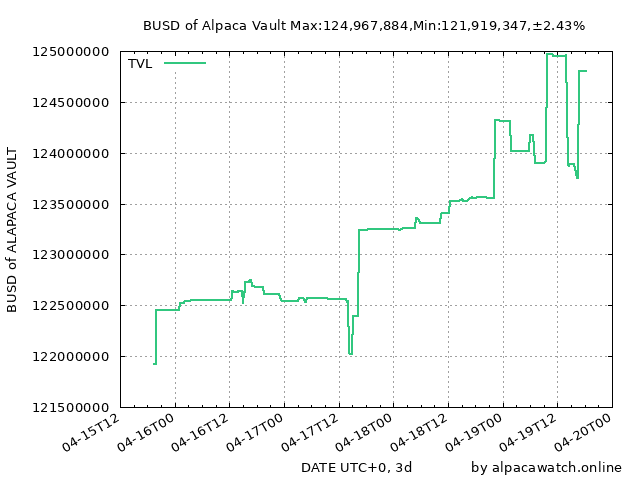 BUSD of Alpaca Vault Max:124,967,884,Min:121,919,347,±2.43%
125000000
TVL
124500000
124000000
123500000
123000000
122500000
122000000
121500000
BUSD of ALAPACA VAULT
04-15T12
04-16T00
04-16T12
04-17T00
04-17T12
04-18T00
04-18T12
04-19T00
04-19T12
04-20T00
DATE UTC+0, 3d
by alpacawatch.online